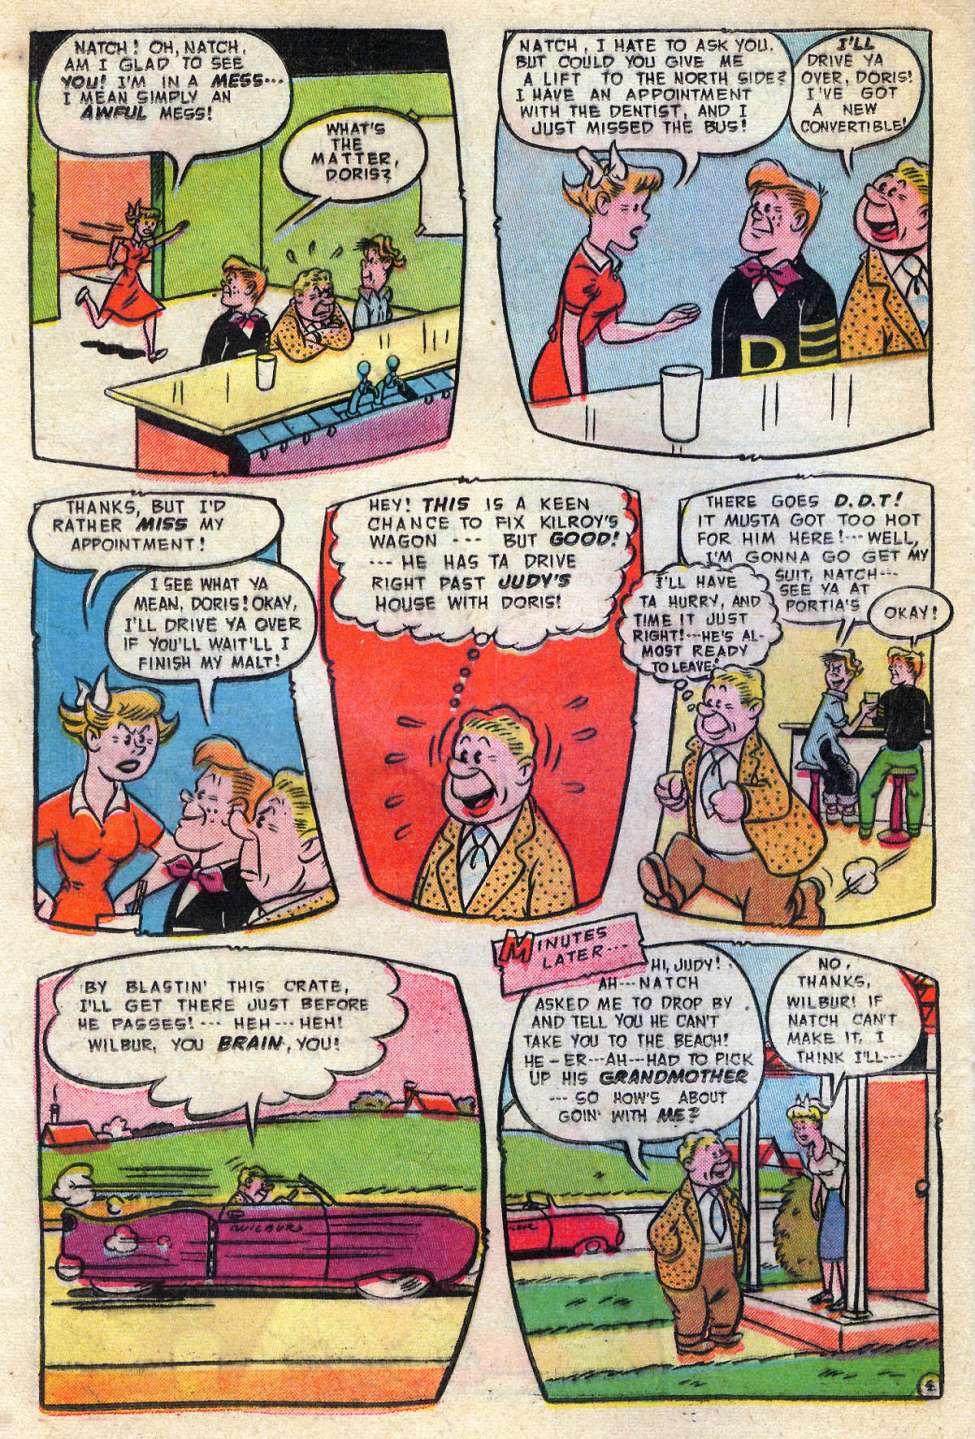 NATCH! OH, NATCH,
AM I GLAD TO SEE
YOU! I'M IN A MESS---
I MEAN SIMPLY AN
AWFUL MESS!
WHAT'S
THE
MATTER,
DORIS?
NATCH, I HATE TO ASK YOU,
BUT COULD YOU GIVE ME
A LIFT TO THE NORTH SIDE?
I HAVE AN APPOINTMENT
WITH THE DENTIST, AND I
JUST MISSED THE BUS!
I'LL
DRIVE YA
OVER, DORIS!
I'VE GOT
A NEW
CONVERTIBLE!
D
THANKS, BUT I'D
RATHER MISS MY
APPOINTMENT!
I SEE WHAT YA
MEAN, DORIS! OKAY,
I'LL DRIVE YA OVER
IF YOU'LL WAIT'LL I
FINISH MY MALT!
HEY! THIS IS A KEEN
CHANCE TO FIX KILROY'S
WAGON --- BUT GOOD!
--- HE HAS TA DRIVE
RIGHT PAST JUDY'S
HOUSE WITH DORIS!
THERE GOES D.D.T!
IT MUSTA GOT TOO HOT
FOR HIM HERE!--- WELL,
I'M GONNA GO GET MY
SUIT, NATCH---
SEE YA AT
PORTIA'S
OKAY!
I'LL HAVE
TA HURRY, AND
TIME IT JUST
RIGHT!--- HE'S AL-
MOST READY
TO LEAVE!
BY BLASTIN' THIS CRATE,
I'LL GET THERE JUST BEFORE
HE PASSES! --- HEH --- HEH!
WILBUR, YOU BRAIN, YOU!
WILBUR
MINUTES
LATER---
HI, JUDY!
AH--- NATCH
ASKED ME TO DROP BY
AND TELL YOU HE CAN'T
TAKE YOU TO THE BEACH!
HE - ER --- AH --- HAD TO PICK
UP HIS GRANDMOTHER
--- SO HOW'S ABOUT
GOIN' WITH ME?
NO,
THANKS,
WILBUR! IF
NATCH CAN'T
MAKE IT, I
THINK I'LL---